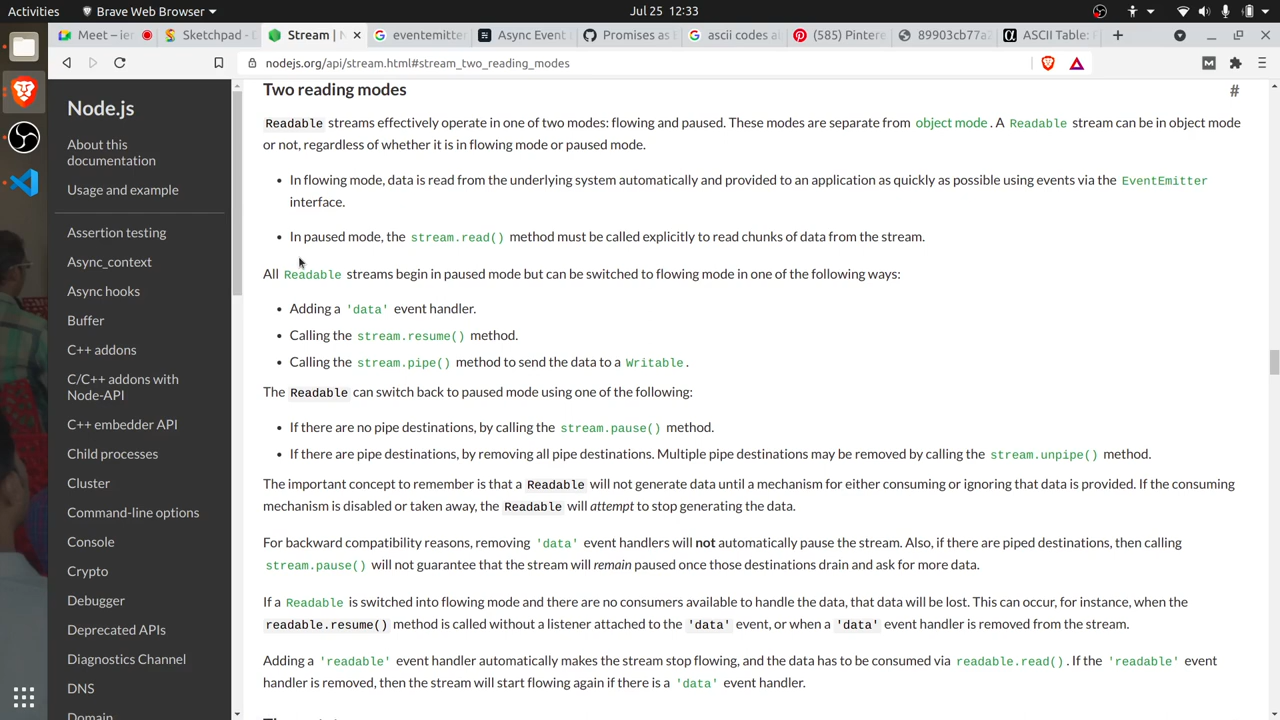 Activities
Brave Web Browser
Jul 25 12:33
Meet – ier
Sketchpad -
Stream | N
eventemitter
Async Event
Promises as
ascii codes al
(585) Pintere
89903cb77a2
ASCII Table:
nodejs.org/api/stream.html#stream_two_reading_modes
Node.js
About this
documentation
Usage and example
Assertion testing
Async_context
Async hooks
Buffer
C++ addons
C/C++ addons with
Node-API
C++ embedder API
Child processes
Cluster
Command-line options
Console
Crypto
Debugger
Deprecated APIs
Diagnostics Channel
DNS
Domain
Two reading modes
#
Readable streams effectively operate in one of two modes: flowing and paused. These modes are separate from object mode. A Readable stream can be in object mode
or not, regardless of whether it is in flowing mode or paused mode.
• In flowing mode, data is read from the underlying system automatically and provided to an application as quickly as possible using events via the EventEmitter
interface.
• In paused mode, the stream.read() method must be called explicitly to read chunks of data from the stream.
All Readable streams begin in paused mode but can be switched to flowing mode in one of the following ways:
• Adding a 'data' event handler.
• Calling the stream.resume() method.
• Calling the stream.pipe() method to send the data to a Writable.
The Readable can switch back to paused mode using one of the following:
• If there are no pipe destinations, by calling the stream.pause() method.
• If there are pipe destinations, by removing all pipe destinations. Multiple pipe destinations may be removed by calling the stream.unpipe() method.
The important concept to remember is that a Readable will not generate data until a mechanism for either consuming or ignoring that data is provided. If the consuming
mechanism is disabled or taken away, the Readable will attempt to stop generating the data.
For backward compatibility reasons, removing 'data' event handlers will not automatically pause the stream. Also, if there are piped destinations, then calling
stream.pause() will not guarantee that the stream will remain paused once those destinations drain and ask for more data.
If a Readable is switched into flowing mode and there are no consumers available to handle the data, that data will be lost. This can occur, for instance, when the
readable.resume() method is called without a listener attached to the 'data' event, or when a 'data' event handler is removed from the stream.
Adding a 'readable' event handler automatically makes the stream stop flowing, and the data has to be consumed via readable.read(). If the 'readable' event
handler is removed, then the stream will start flowing again if there is a 'data' event handler.